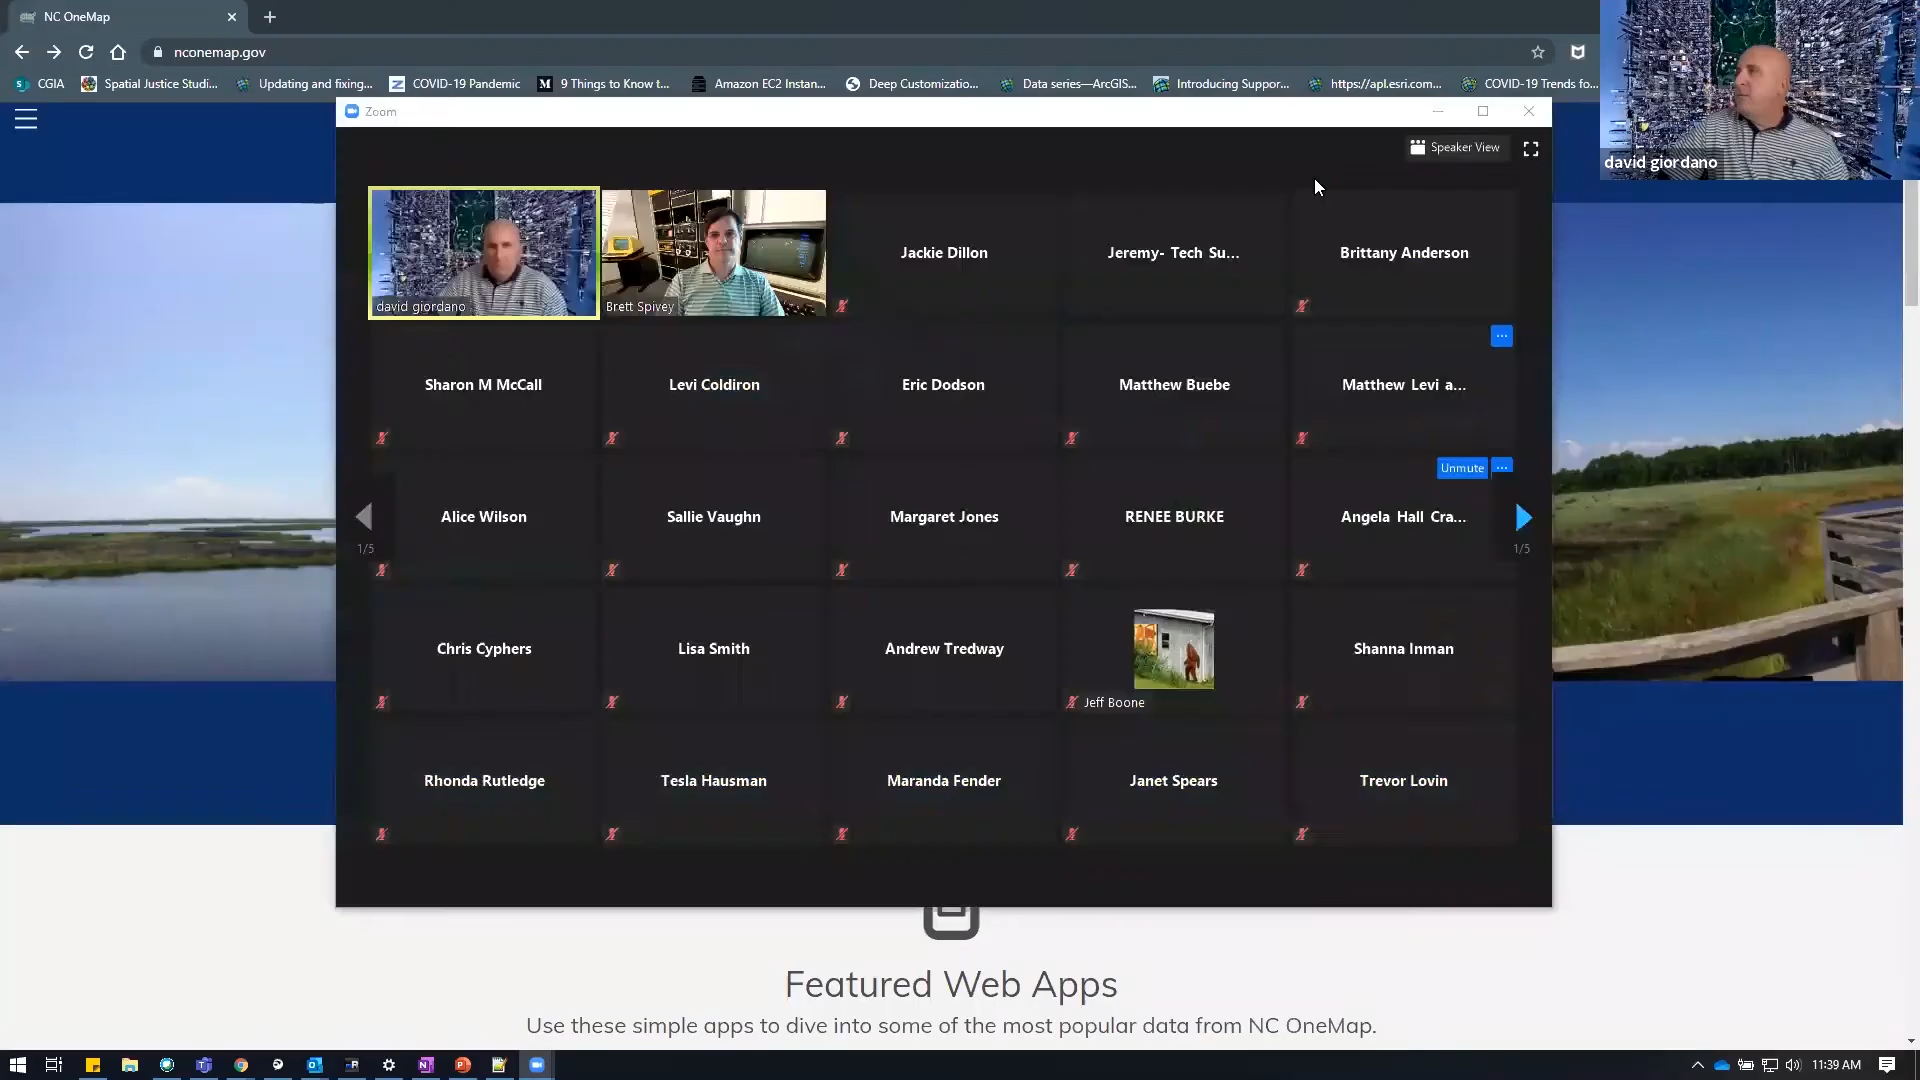 NC OneMap
nconemap.gov
CGIA
Spatial Justice Studi...
Updating and fixing...
COVID-19 Pandemic
9 Things to Know t...
Amazon EC2 Instan...
Deep Customizatio...
Data series—ArcGIS...
Introducing Suppor...
https://apl.esri.com...
COVID-19 Trends fo...
david giordano
Zoom
Speaker View
david giordano
Brett Spivey
Jackie Dillon
Jeremy- Tech Su...
Brittany Anderson
Sharon M McCall
Levi Coldiron
Eric Dodson
Matthew Buebe
Matthew Levi a...
Unmute
Alice Wilson
Sallie Vaughn
Margaret Jones
RENEE BURKE
Angela Hall Cra...
1/5
1/5
Chris Cyphers
Lisa Smith
Andrew Tredway
Jeff Boone
Shanna Inman
Rhonda Rutledge
Tesla Hausman
Maranda Fender
Janet Spears
Trevor Lovin
Featured Web Apps
Use these simple apps to dive into some of the most popular data from NC OneMap.
11:39 AM